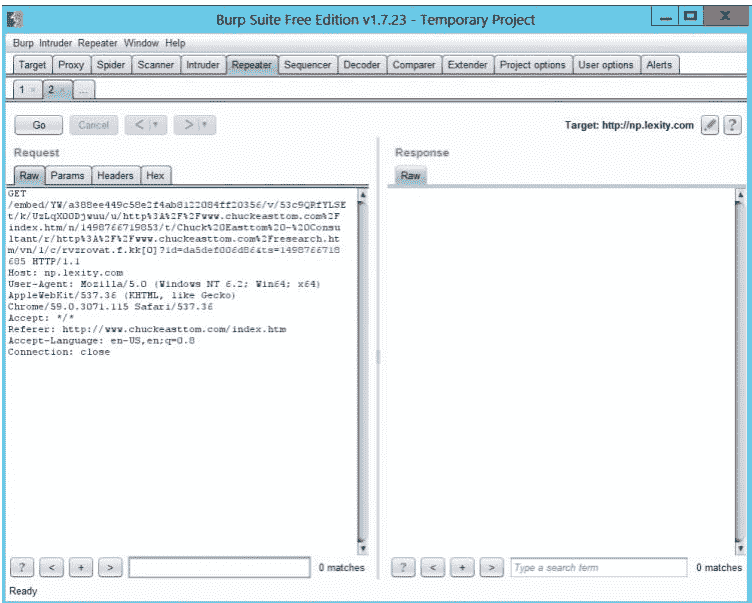 Burp Suite Free Edition v1.7.23 - Temporary Project
Burp Intruder Repeater Window Help
Target Proxy Spider Scanner Intruder Repeater Sequencer Decoder Comparer Extender Project options User options Alerts
1 × 2 × ...
Go Cancel < > Target: http://np.lexity.com ?
Request Response
Raw Params Headers Hex Raw
GET
/embed/YW/a388ee449c58e2f4ab8122084ff20356/v/53c9QRfYLSE
t/k/UzLqX00Djwuu/u/http%3A%2F%2Fwww.chuckeasttom.com%2F
index.htm/n/1498766719853/t/Chuck%20Easttom%20-%20Consu
ltant/r/http%3A%2F%2Fwww.chuckeasttom.com%2Fresearch.ht
m/vn/1/c/rvzrovat.f.kk[0]?id=da5def006d86&ts=1498766718
685 HTTP/1.1
Host: np.lexity.com
User-Agent: Mozilla/5.0 (Windows NT 6.2; Win64; x64)
AppleWebKit/537.36 (KHTML, like Gecko)
Chrome/59.0.3071.115 Safari/537.36
Accept: */*
Referer: http://www.chuckeasttom.com/index.htm
Accept-Language: en-US,en;q=0.8
Connection: close
? < + > 0 matches ? < + > Type a search term 0 matches
Ready